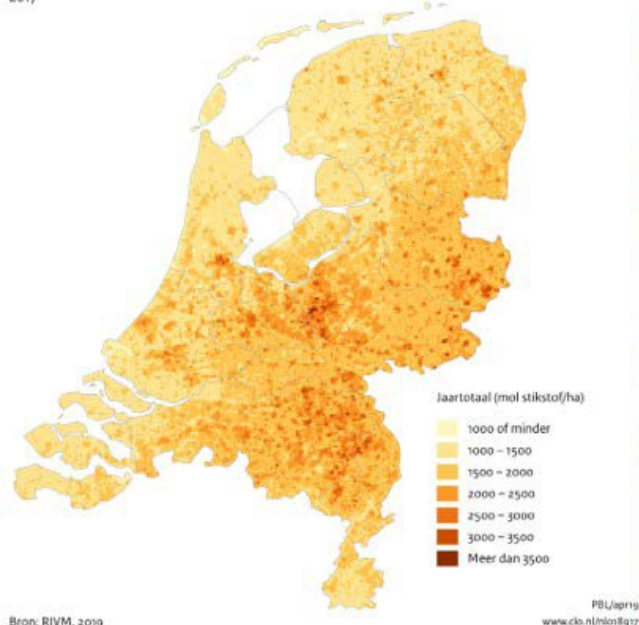 2017
Jaartotaal (mol stikstof/ha)
1000 of minder
1000 – 1500
1500 – 2000
2000 – 2500
2500 – 3000
3000 – 3500
Meer dan 3500
PBL/apr19
Bron: RIVM, 2019
www.clo.nl/nl018917